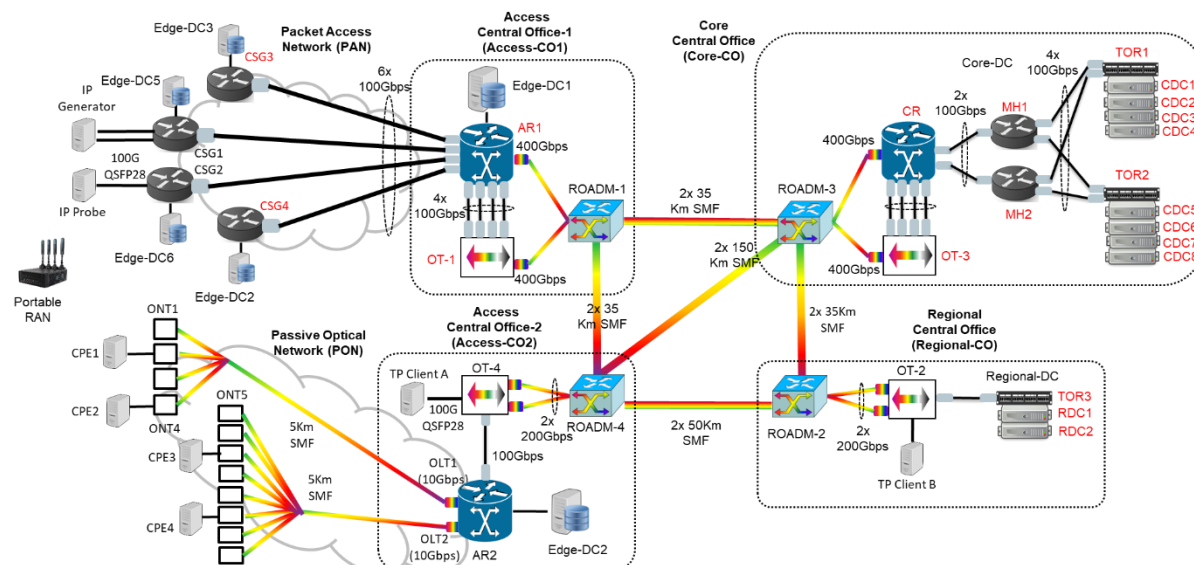 Edge-DC3
Packet Access
Network (PAN)
CSG3
Edge-DC5
IP
Generator
100G
QSFP28
CSG1
CSG2
IP Probe
CSG4
Edge-DC6
Edge-DC2
Portable
RAN
6x
100Gbps
Access
Central Office-1
(Access-CO1)
Edge-DC1
AR1
400Gbps
4x
100Gbps
OT-1
400Gbps
ROADM-1
2x 35
Km SMF
2x 150
Km SMF
2x 35
Km SMF
Core
Central Office
(Core-CO)
Core-DC
CR
400Gbps
ROADM-3
400Gbps
OT-3
2x
100Gbps
MH1
MH2
4x
100Gbps
TOR1
CDC1
CDC2
CDC3
CDC4
TOR2
CDC5
CDC6
CDC7
CDC8
2x 35Km
SMF
Passive Optical
Network (PON)
ONT1
CPE1
CPE2
ONT4
ONT5
CPE3
CPE4
5Km
SMF
5Km
SMF
Access
Central Office-2
(Access-CO2)
TP Client A
100G
QSFP28
OT-4
2x
200Gbps
ROADM-4
100Gbps
OLT1
(10Gbps)
OLT2
(10Gbps)
AR2
Edge-DC2
2x 50Km
SMF
Regional
Central Office
(Regional-CO)
ROADM-2
OT-2
2x
200Gbps
TP Client B
Regional-DC
TOR3
RDC1
RDC2